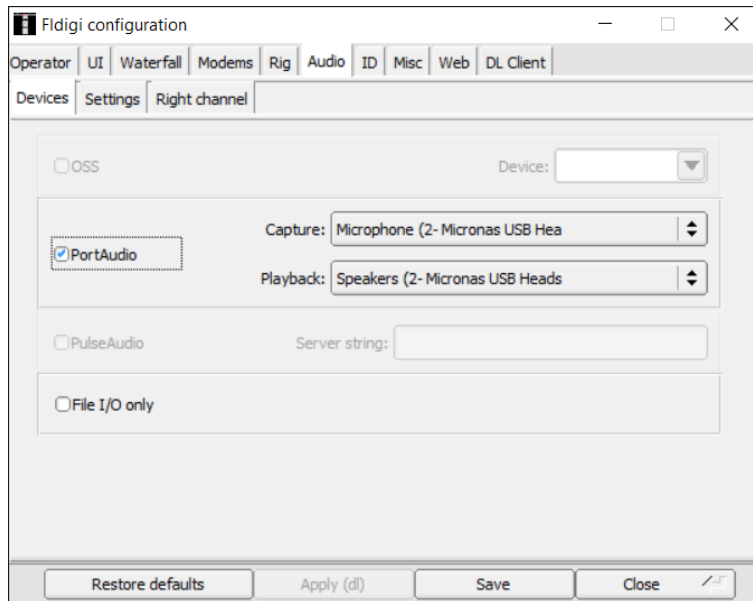 Fldigi configuration
Operator UI Waterfall Modems Rig Audio ID Misc Web DL Client
Devices Settings Right channel
OSS Device:
Capture: Microphone (2- Micronas USB Hea
PortAudio
Playback: Speakers (2- Micronas USB Heads
PulseAudio Server string:
File I/O only
Restore defaults Apply (dl) Save Close